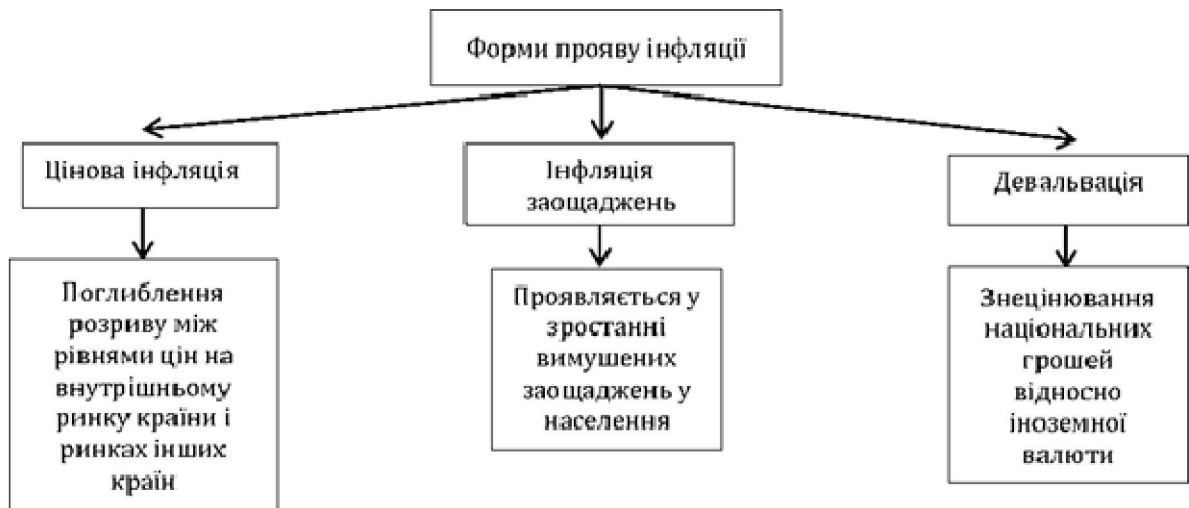 Форми прояву інфляції
Цінова інфляція
Інфляція
заощаджень
Девальвація
Поглиблення
розриву між
рівнями цін на
внутрішньому
ринку країни і
ринках інших
країн
Проявляється у
зростанні
вимушених
заощаджень у
населення
Знецінювання
національних
грошей
відносно
іноземної
валюти